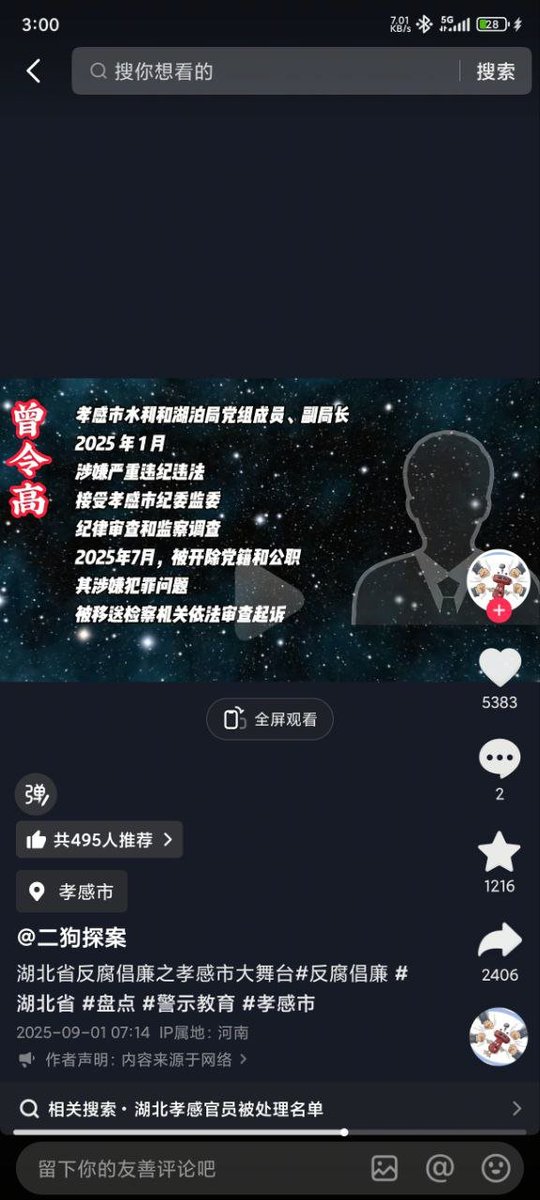 3:00
7.01 KB/s
5G
28
搜你想看的
搜索
曾令高
孝感市水利和湖泊局党组成员、副局长
2025年1月
涉嫌严重违纪违法
接受孝感市纪委监委
纪律审查和监察调查
2025年7月，被开除党籍和公职
其涉嫌犯罪问题
被移送检察机关依法审查起诉
5383
全屏观看
2
弹
共495人推荐
1216
孝感市
@二狗探案
2406
湖北省反腐倡廉之孝感市大舞台#反腐倡廉 #
湖北省 #盘点 #警示教育 #孝感市
2025-09-01 07:14 IP属地：河南
作者声明：内容来源于网络
相关搜索·湖北孝感官员被处理名单
留下你的友善评论吧